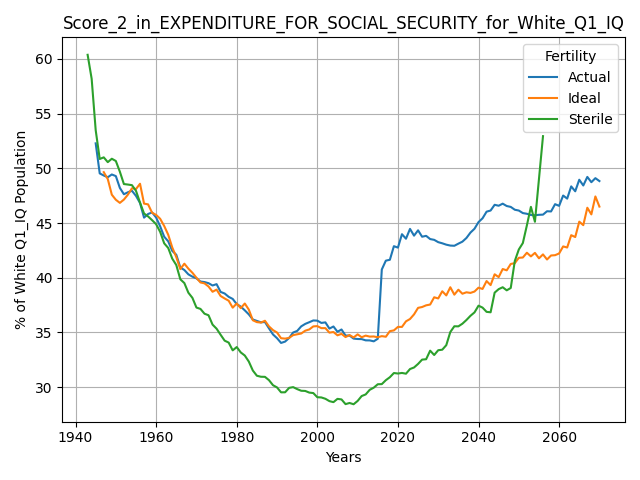 Score_2_in_EXPENDITURE_FOR_SOCIAL_SECURITY_for_White_Q1_IQ
Fertility
Actual
Ideal
Sterile
% of White Q1_IQ Population
60
55
50
45
40
35
30
1940
1960
1980
2000
2020
2040
2060
Years